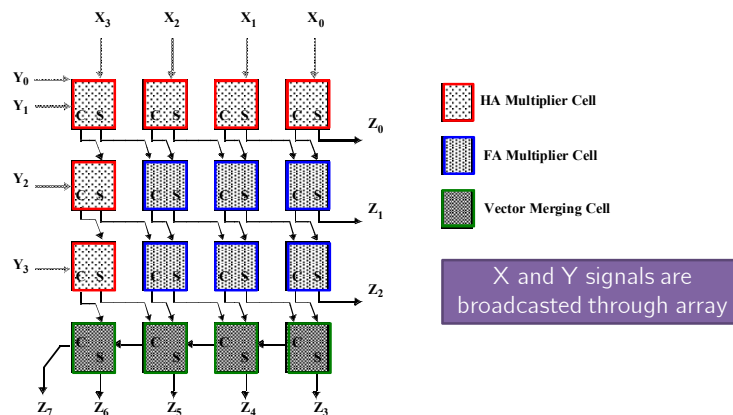 X3 X2 X1 X0
Y0
Y1
C S C S C S C S
Z0
HA Multiplier Cell
Y2
C S C S C S C S
Z1
FA Multiplier Cell
Vector Merging Cell
Y3
C S C S C S C S
Z2
X and Y signals are
broadcasted through array
C S C S C S C S
Z7 Z6 Z5 Z4 Z3